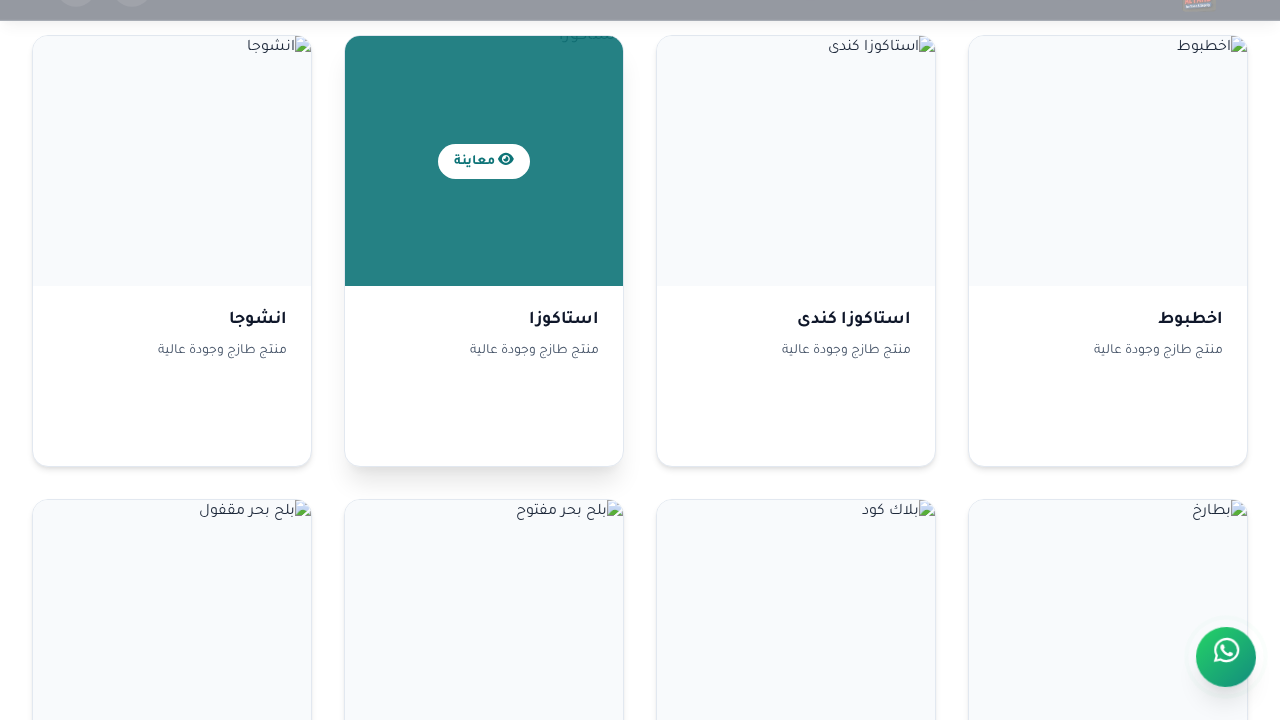 اخطبوط
استاكوزا كندى
انشوجا
معاينة
اخطبوط
منتج طازج وجودة عالية
استاكوزا كندى
منتج طازج وجودة عالية
استاكوزا
منتج طازج وجودة عالية
انشوجا
منتج طازج وجودة عالية
بطارخ
بلاك كود
بلح بحر مفتوح
بلح بحر مقفول